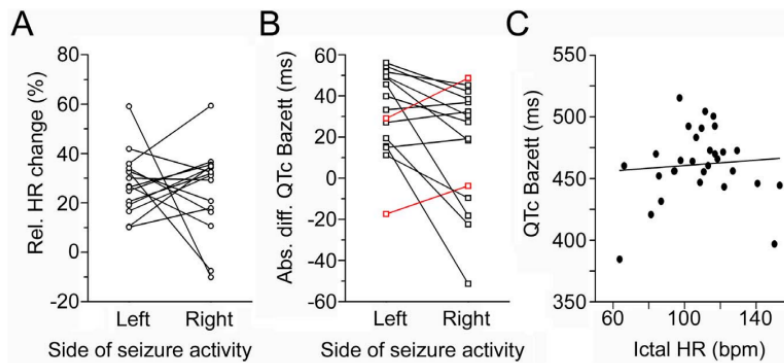 A
B
C
Rel. HR change (%)
80
60
40
20
0
-20
Left Right
Side of seizure activity
Abs. diff. QTc Bazett (ms)
60
40
20
0
-20
-40
-60
Left Right
Side of seizure activity
QTc Bazett (ms)
550
500
450
400
350
60 100 140
Ictal HR (bpm)